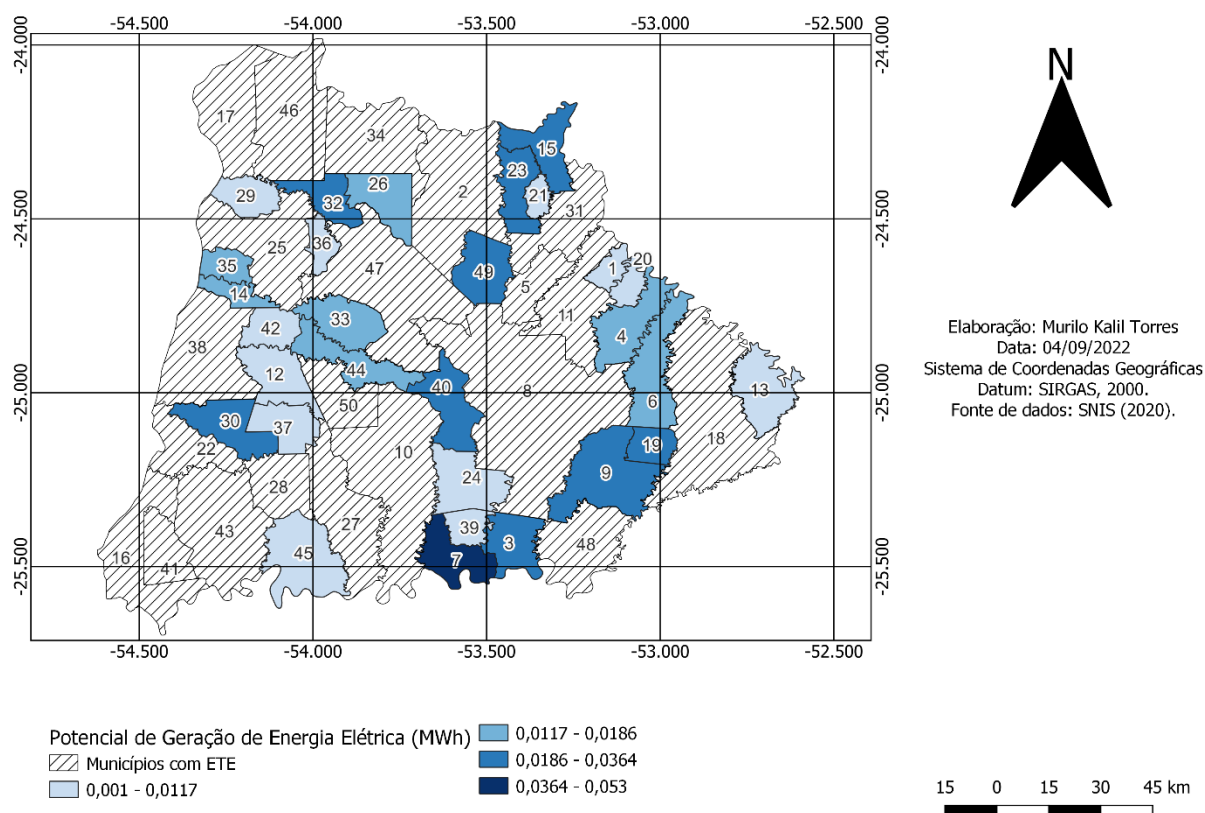 -54.500 -54.000 -53.500 -53.000 -52.500
-24.000 -24.000
N
17 46 34 15
2 23
29 32 26 21
31
-24.500 -24.500
25 36
35 47 49 1 20
14 5
11
38 42 33 4
44
12 40 8
-25.000 50 13 -25.000
30 37 6
22 10 18
19
28 24 9
43 27 39 3 48
16 41 45 7
-25.500 -25.500
-54.500 -54.000 -53.500 -53.000 -52.500
Elaboração: Murilo Kalil Torres
Data: 04/09/2022
Sistema de Coordenadas Geográficas
Datum: SIRGAS, 2000.
Fonte de dados: SNIS (2020).
Potencial de Geração de Energia Elétrica (MWh)
Municípios com ETE
0,001 - 0,0117
0,0117 - 0,0186
0,0186 - 0,0364
0,0364 - 0,053
15 0 15 30 45 km